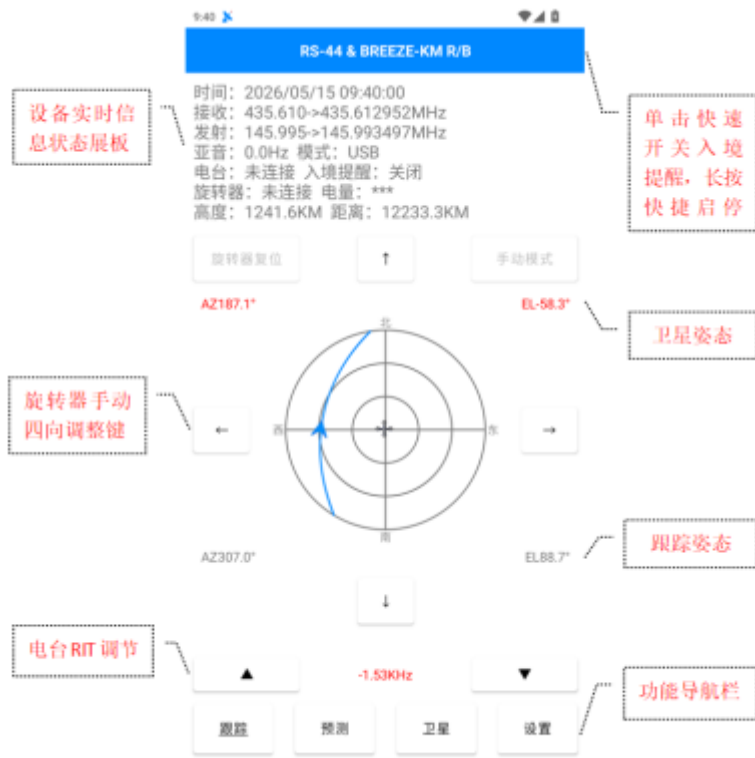 9:40
RS-44 & BREEZE-KM R/B
时间：2026/05/15 09:40:00
接收：435.610->435.612952MHz
发射：145.995->145.993497MHz
亚音：0.0Hz 模式：USB
电台：未连接 入境提醒：关闭
旋转器：未连接 电量：***
高度：1241.6KM 距离：12233.3KM
设备实时信
息状态展板
单击快速
开关入境
提醒，长按
快捷启停
旋转器复位
↑
手动模式
AZ187.1°
EL-58.3°
卫星姿态
北
旋转器手动
四向调整键
←
西
东
→
南
AZ307.0°
EL88.7°
跟踪姿态
↓
电台 RIT 调节
▲
-1.53KHz
▼
功能导航栏
跟踪
预测
卫星
设置